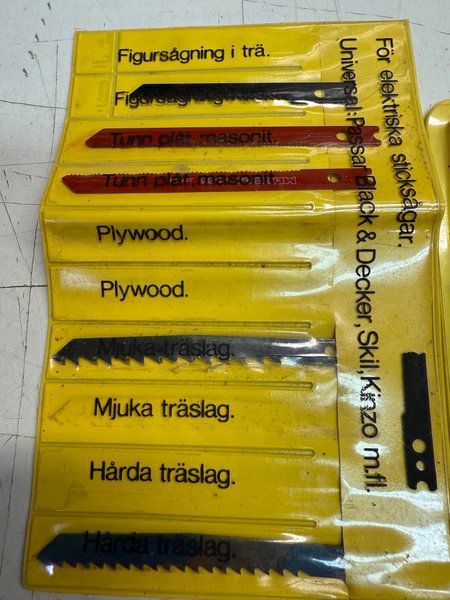 Figursågning i trä.
Figursågning i trä.
Tunn plåt masonit.
Tunn plåt masonit.
Plywood.
Plywood.
Mjuka träslag.
Mjuka träslag.
Hårda träslag.
Hårda träslag.
För elektriska sticksågar.
Universal: Passar Black & Decker, Skil, Kinzo m.fl.